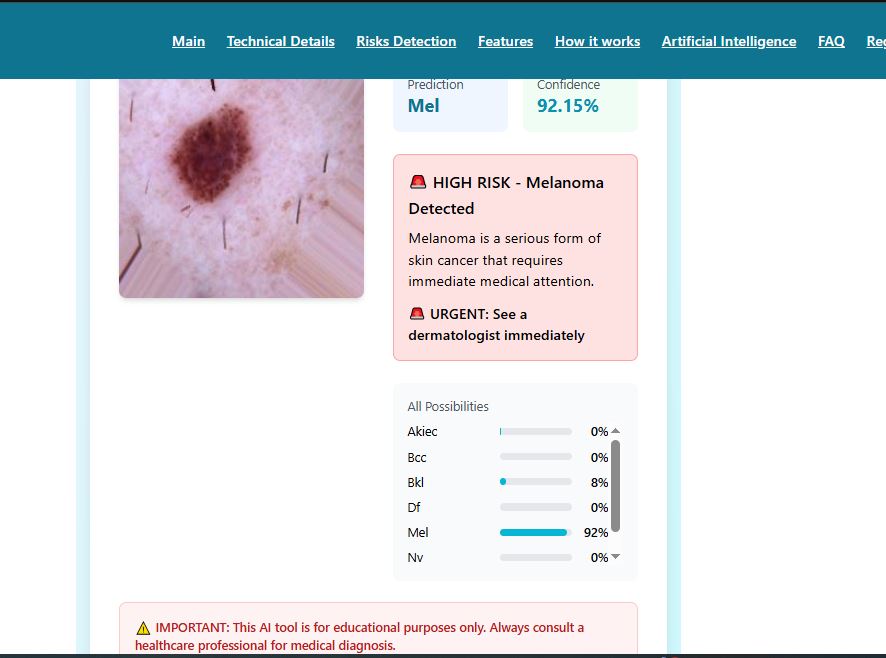 Main Technical Details Risks Detection Features How it works Artificial Intelligence FAQ
Prediction
Mel
Confidence
92.15%
🚨 HIGH RISK - Melanoma
Detected
Melanoma is a serious form of
skin cancer that requires
immediate medical attention.
🚨 URGENT: See a
dermatologist immediately
All Possibilities
Akiec 0%
Bcc 0%
Bkl 8%
Df 0%
Mel 92%
Nv 0%
⚠️ IMPORTANT: This AI tool is for educational purposes only. Always consult a
healthcare professional for medical diagnosis.